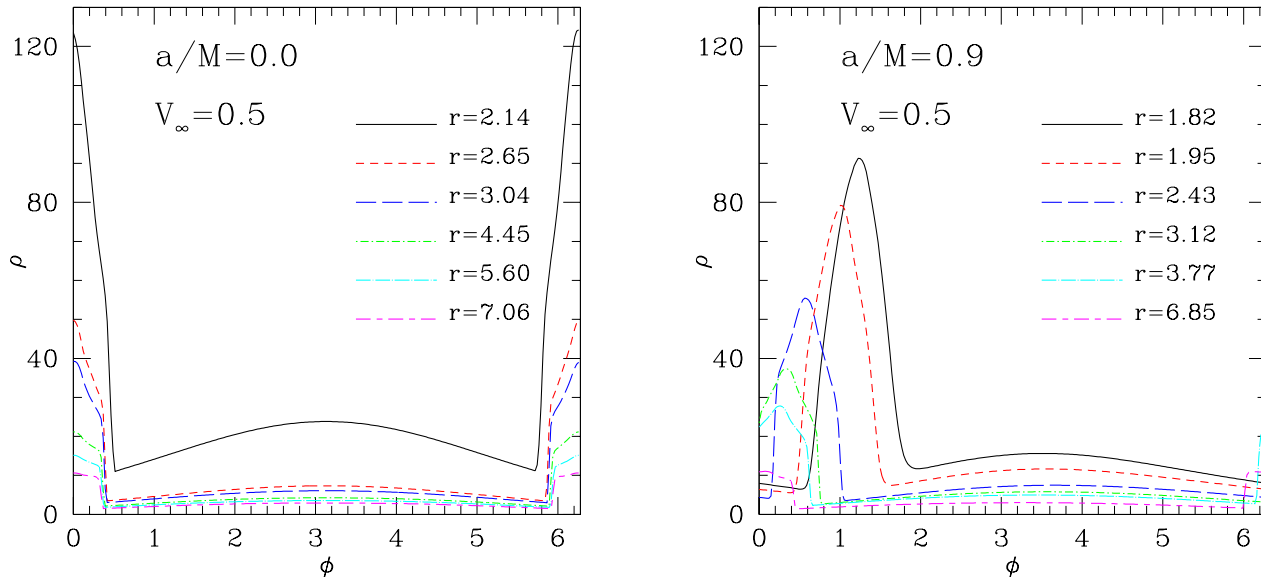 a/M=0.0
V∞=0.5
r=2.14
r=2.65
r=3.04
r=4.45
r=5.60
r=7.06
120
80
40
0
ρ
0 1 2 3 4 5 6
ϕ
a/M=0.9
V∞=0.5
r=1.82
r=1.95
r=2.43
r=3.12
r=3.77
r=6.85
120
80
40
0
ρ
0 1 2 3 4 5 6
ϕ